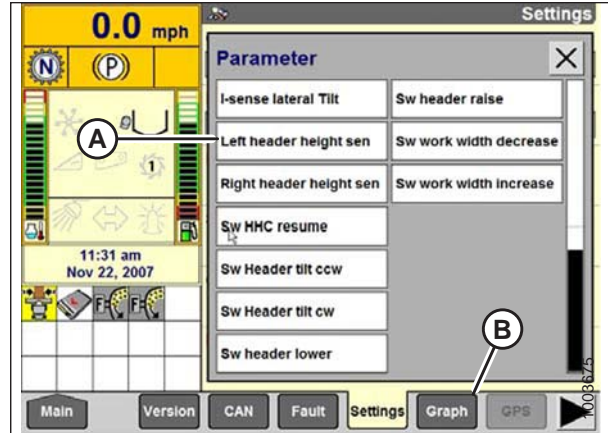 0.0 mph
Settings
N
(P)
Parameter
I-sense lateral Tilt
Sw header raise
A
Left header height sen
Sw work width decrease
1
Right header height sen
Sw work width increase
Sw HHC resume
11:31 am
Nov 22, 2007
Sw Header tilt ccw
F
F
Sw Header tilt cw
B
Sw header lower
Main
Version
CAN
Fault
Settings
Graph
GPS
1003675